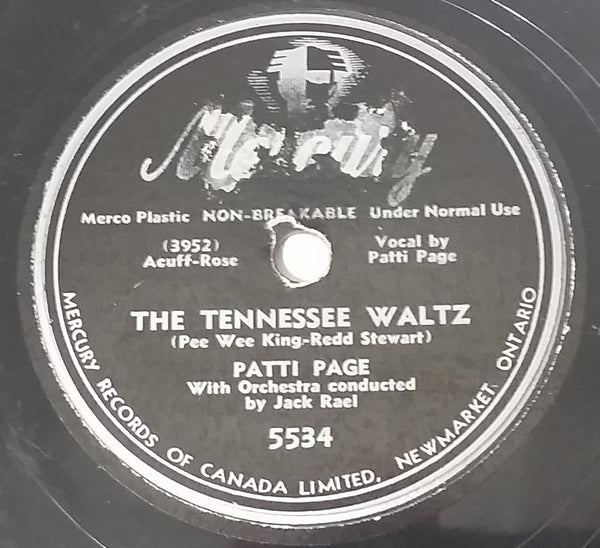 Mercury
Merco Plastic NON-BREAKABLE Under Normal Use
(3952)
Acuff-Rose
Vocal by
Patti Page
THE TENNESSEE WALTZ
(Pee Wee King-Redd Stewart)
PATTI PAGE
With Orchestra conducted
by Jack Rael
5534
MERCURY RECORDS OF CANADA LIMITED, NEWMARKET, ONTARIO